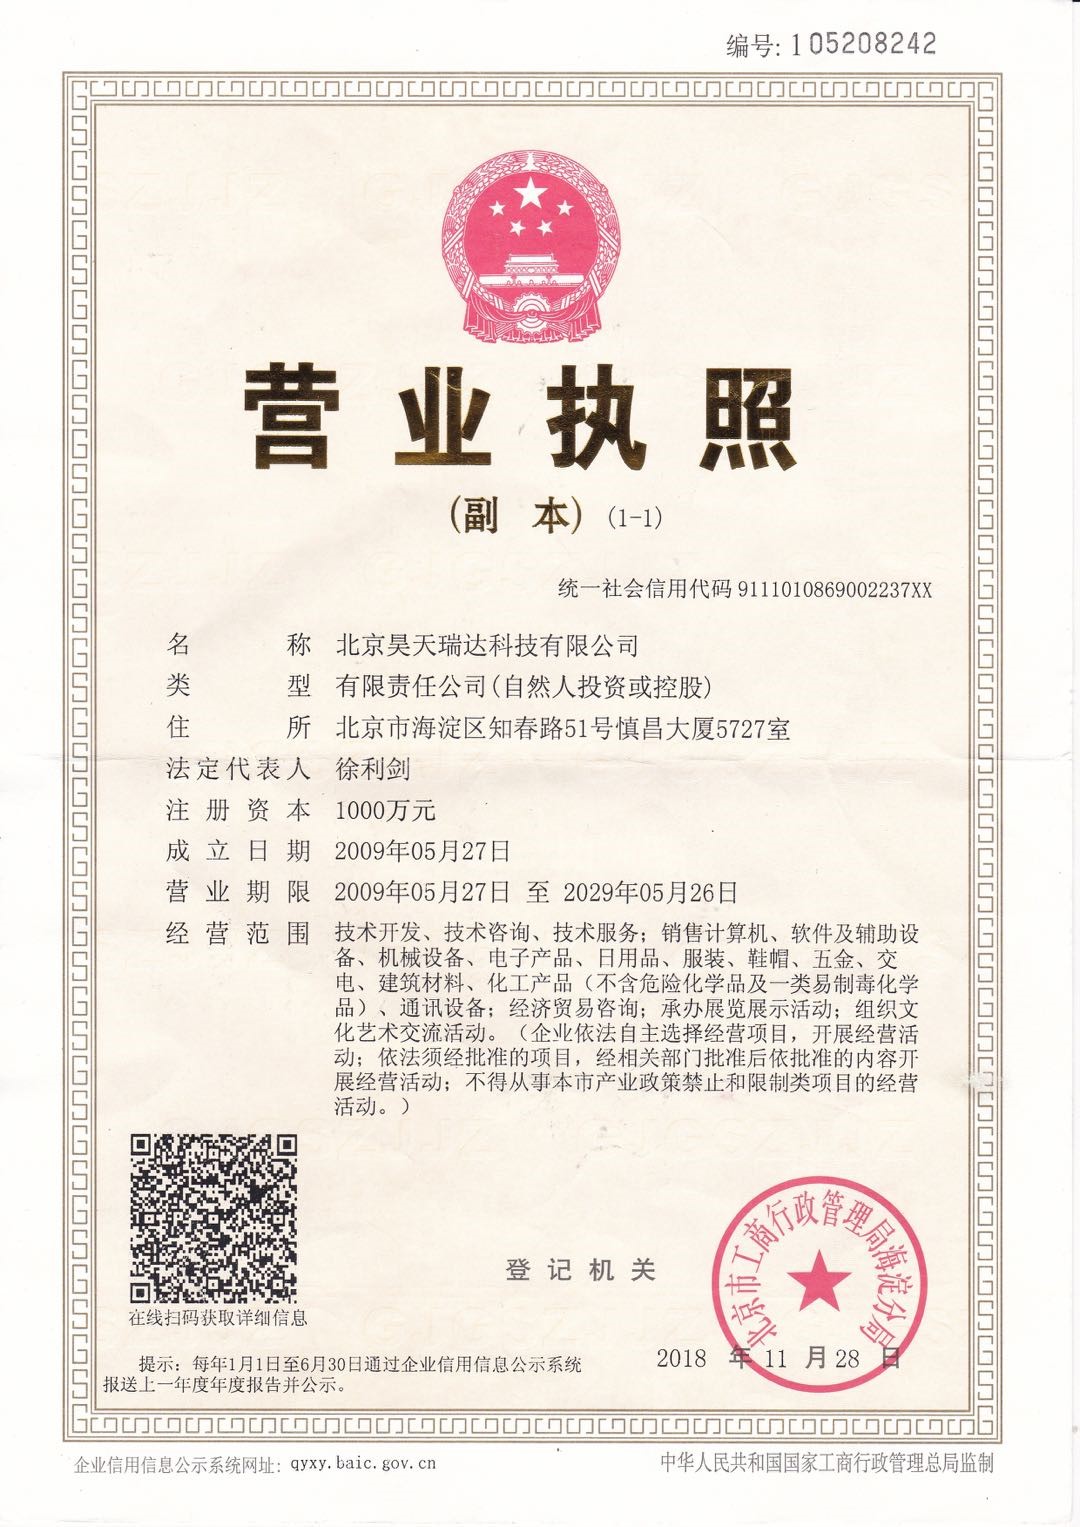 编号: 105208242
营业执照
(副 本) (1-1)
统一社会信用代码 9111010869002237XX
名 称 北京昊天瑞达科技有限公司
类 型 有限责任公司(自然人投资或控股)
住 所 北京市海淀区知春路51号慎昌大厦5727室
法定代表人 徐利剑
注册资本 1000万元
成立日期 2009年05月27日
营业期限 2009年05月27日 至 2029年05月26日
经营范围 技术开发、技术咨询、技术服务；销售计算机、软件及辅助设
备、机械设备、电子产品、日用品、服装、鞋帽、五金、交
电、建筑材料、化工产品（不含危险化学品及一类易制毒化学
品）、通讯设备；经济贸易咨询；承办展览展示活动；组织文
化艺术交流活动。（企业依法自主选择经营项目，开展经营活
动；依法须经批准的项目，经相关部门批准后依批准的内容开
展经营活动；不得从事本市产业政策禁止和限制类项目的经营
活动。）
在线扫码获取详细信息
登记机关
北京市工商行政管理局海淀分局
2018 年 11 月 28 日
提示：每年1月1日至6月30日通过企业信用信息公示系统
报送上一年度年度报告并公示。
企业信用信息公示系统网址：qyxy.baic.gov.cn
中华人民共和国国家工商行政管理总局监制